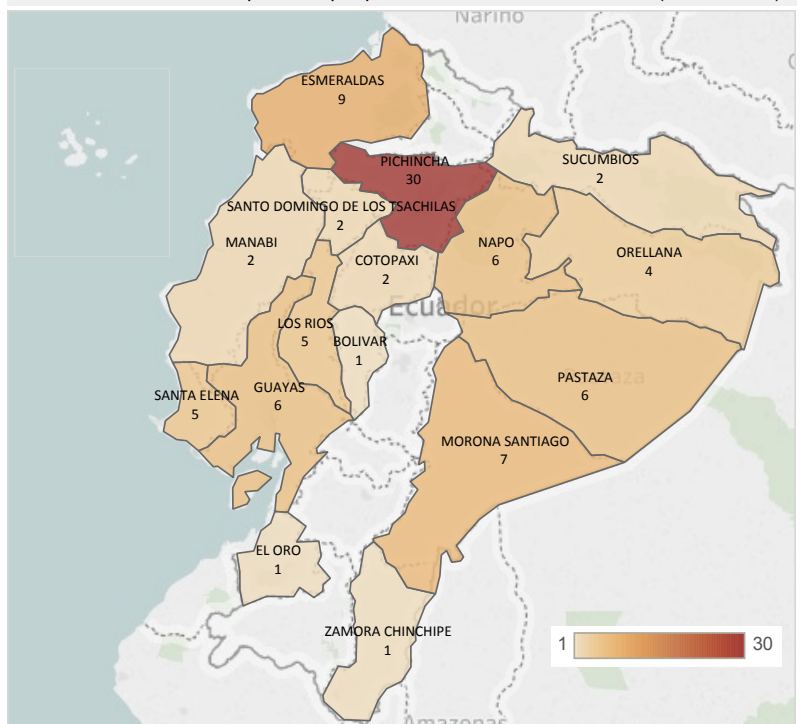 Nariño
ESMERALDAS
9
PICHINCHA
30
SUCUMBIOS
2
SANTO DOMINGO DE LOS TSACHILAS
2
MANABI
2
NAPO
6
ORELLANA
4
COTOPAXI
2
Ecuador
LOS RIOS
5
BOLIVAR
1
PASTAZA
6
SANTA ELENA
5
GUAYAS
6
MORONA SANTIAGO
7
EL ORO
1
ZAMORA CHINCHIPE
1
1 30
Amazonas